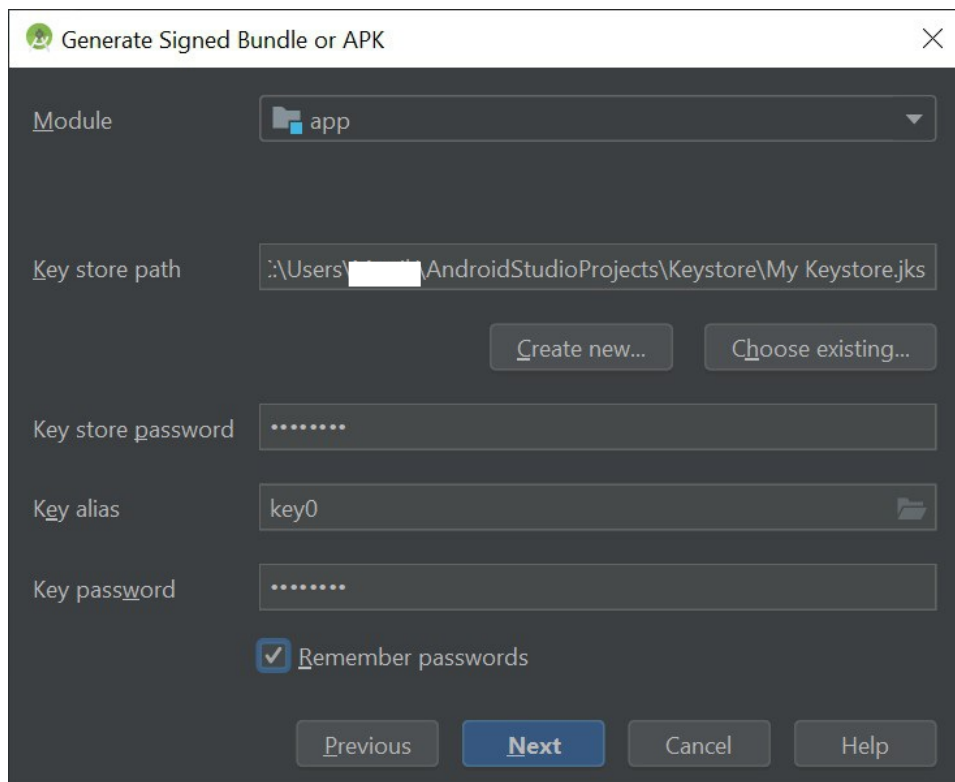 Generate Signed Bundle or APK
Module app
Key store path :\Users\ \AndroidStudioProjects\Keystore\My Keystore.jks
Create new... Choose existing...
Key store password ••••••••
Key alias key0
Key password ••••••••
Remember passwords
Previous Next Cancel Help